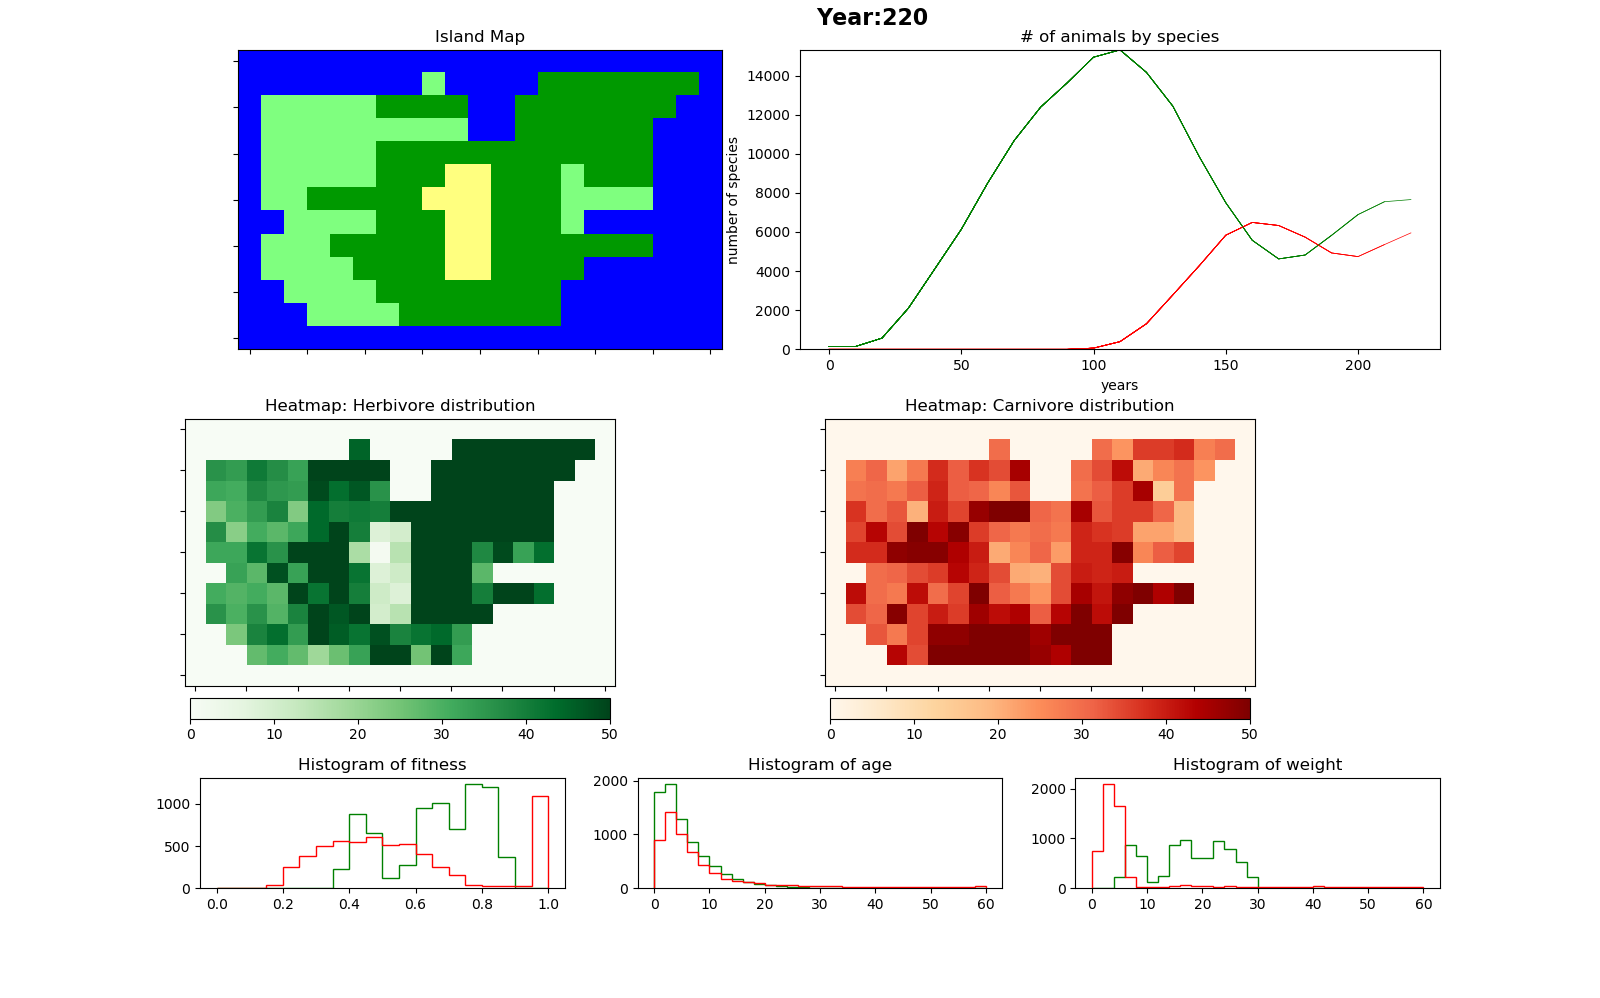 Year:220
Island Map
# of animals by species
14000
12000
10000
8000
6000
4000
2000
0
number of species
0 50 100 150 200
years
Heatmap: Herbivore distribution
Heatmap: Carnivore distribution
0 10 20 30 40 50
0 10 20 30 40 50
Histogram of fitness
1000
500
0
0.0 0.2 0.4 0.6 0.8 1.0
Histogram of age
2000
1000
0
0 10 20 30 40 50 60
Histogram of weight
2000
1000
0
0 10 20 30 40 50 60